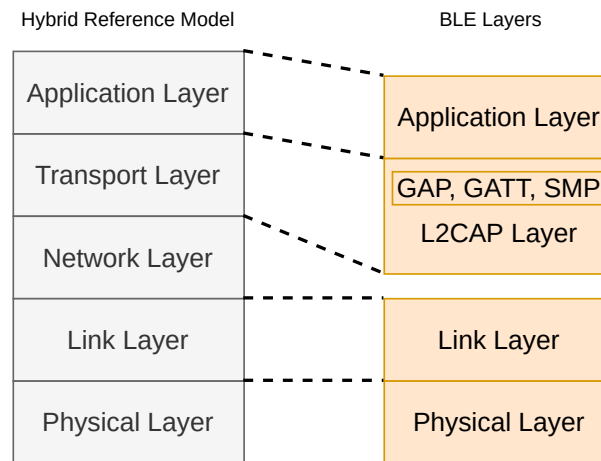 Hybrid Reference Model
Application Layer
Transport Layer
Network Layer
Link Layer
Physical Layer
BLE Layers
Application Layer
GAP, GATT, SMP
L2CAP Layer
Link Layer
Physical Layer